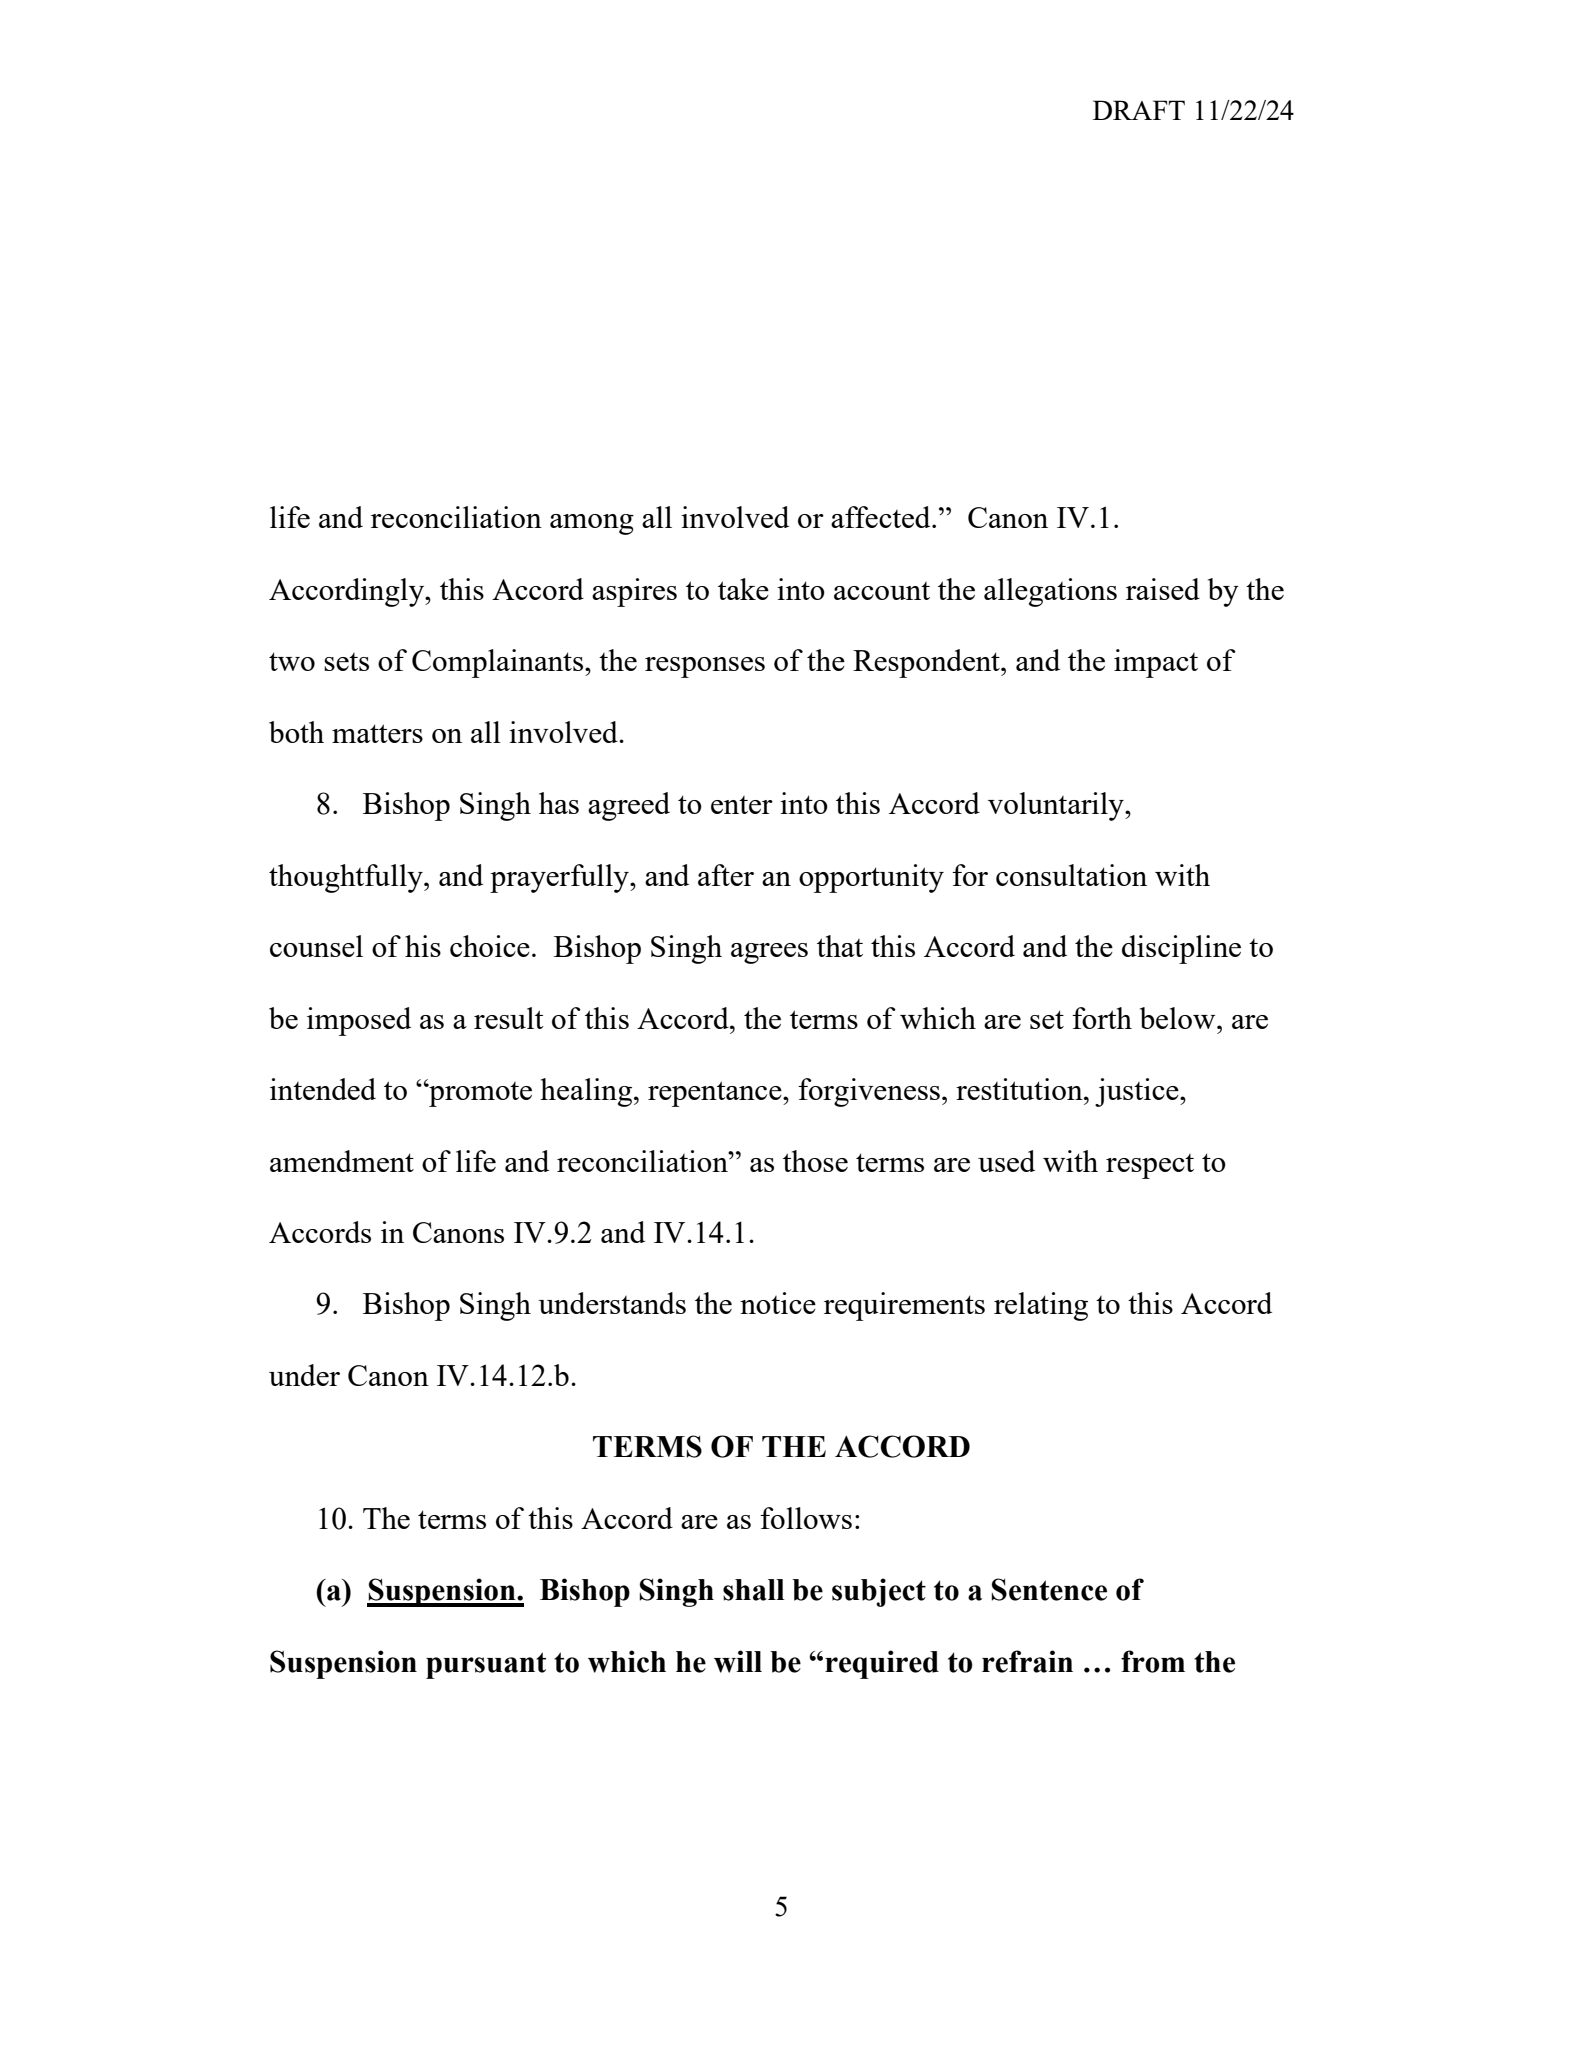 DRAFT 11/22/24
life and reconciliation among all involved or affected.”  Canon IV.1.
Accordingly, this Accord aspires to take into account the allegations raised by the
two sets of Complainants, the responses of the Respondent, and the impact of
both matters on all involved.
8.   Bishop Singh has agreed to enter into this Accord voluntarily,
thoughtfully, and prayerfully, and after an opportunity for consultation with
counsel of his choice.  Bishop Singh agrees that this Accord and the discipline to
be imposed as a result of this Accord, the terms of which are set forth below, are
intended to “promote healing, repentance, forgiveness, restitution, justice,
amendment of life and reconciliation” as those terms are used with respect to
Accords in Canons IV.9.2 and IV.14.1.
9.   Bishop Singh understands the notice requirements relating to this Accord
under Canon IV.14.12.b.
TERMS OF THE ACCORD
10. The terms of this Accord are as follows:
(a)  Suspension.  Bishop Singh shall be subject to a Sentence of
Suspension pursuant to which he will be “required to refrain … from the
5